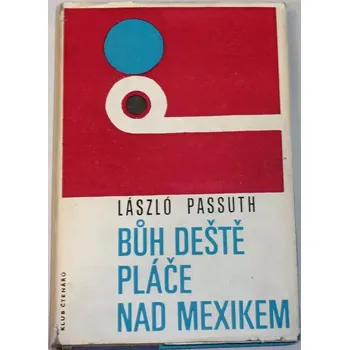 LÁSZLÓ PASSUTH
BŮH DEŠTĚ
PLÁČE
NAD MEXIKEM
KLUB ČTENÁŘŮ